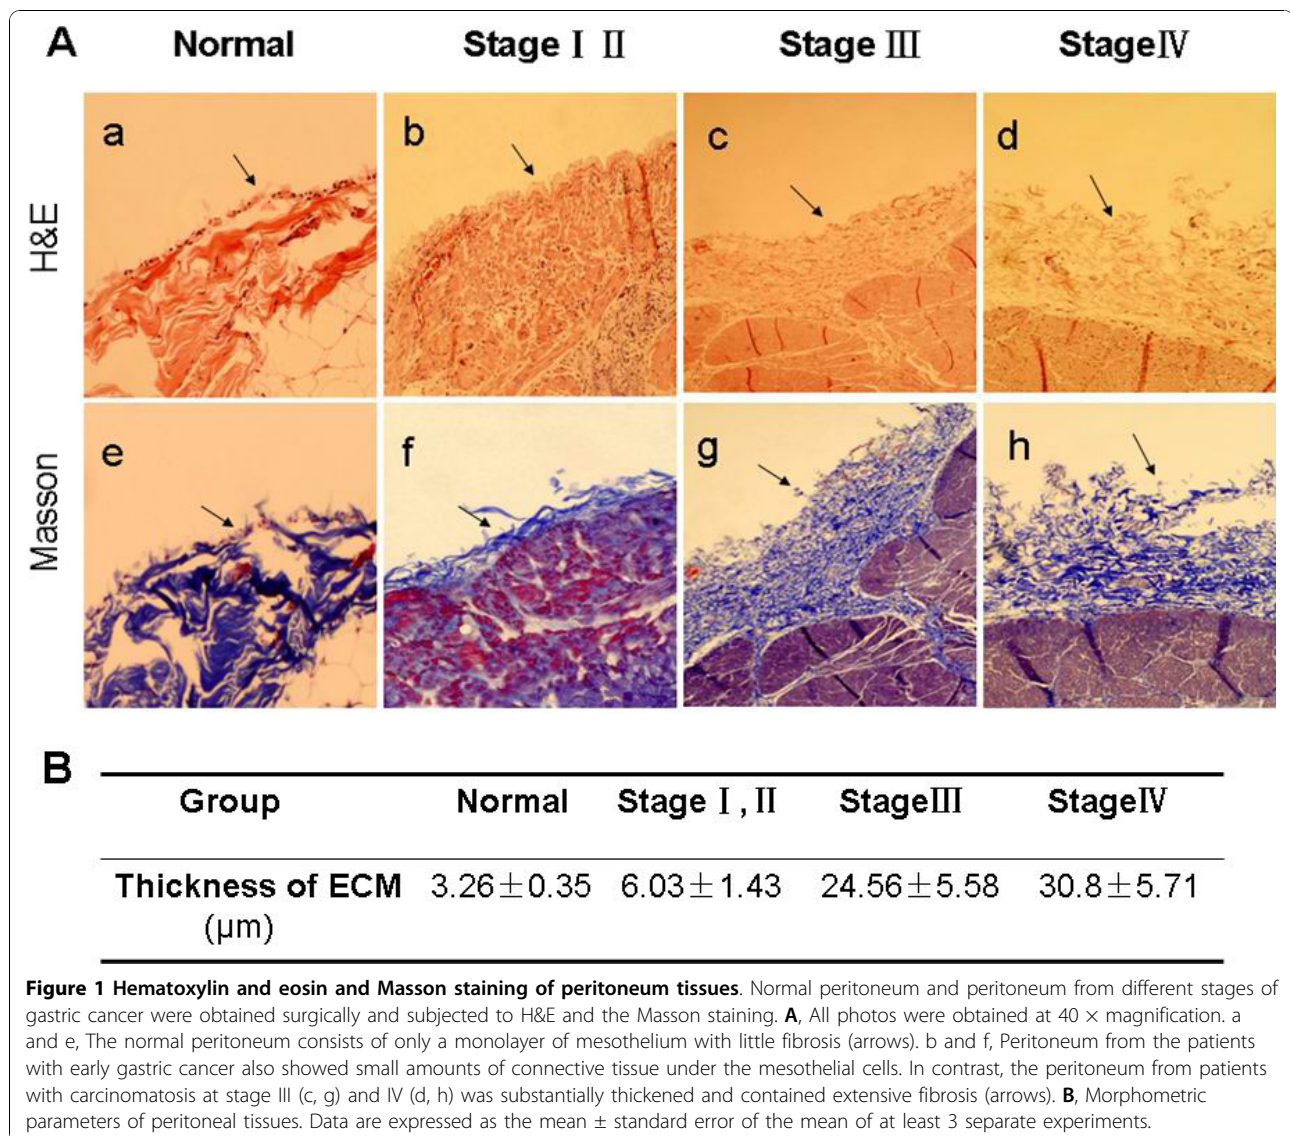 A Normal Stage I II Stage III StageIV
H&E
a b c d
Masson
e f g h
B
Group Normal Stage I , II StageIII StageIV
Thickness of ECM 3.26±0.35 6.03±1.43 24.56±5.58 30.8±5.71
(µm)
Figure 1 Hematoxylin and eosin and Masson staining of peritoneum tissues. Normal peritoneum and peritoneum from different stages of
gastric cancer were obtained surgically and subjected to H&E and the Masson staining. A, All photos were obtained at 40 × magnification. a
and e, The normal peritoneum consists of only a monolayer of mesothelium with little fibrosis (arrows). b and f, Peritoneum from the patients
with early gastric cancer also showed small amounts of connective tissue under the mesothelial cells. In contrast, the peritoneum from patients
with carcinomatosis at stage III (c, g) and IV (d, h) was substantially thickened and contained extensive fibrosis (arrows). B, Morphometric
parameters of peritoneal tissues. Data are expressed as the mean ± standard error of the mean of at least 3 separate experiments.